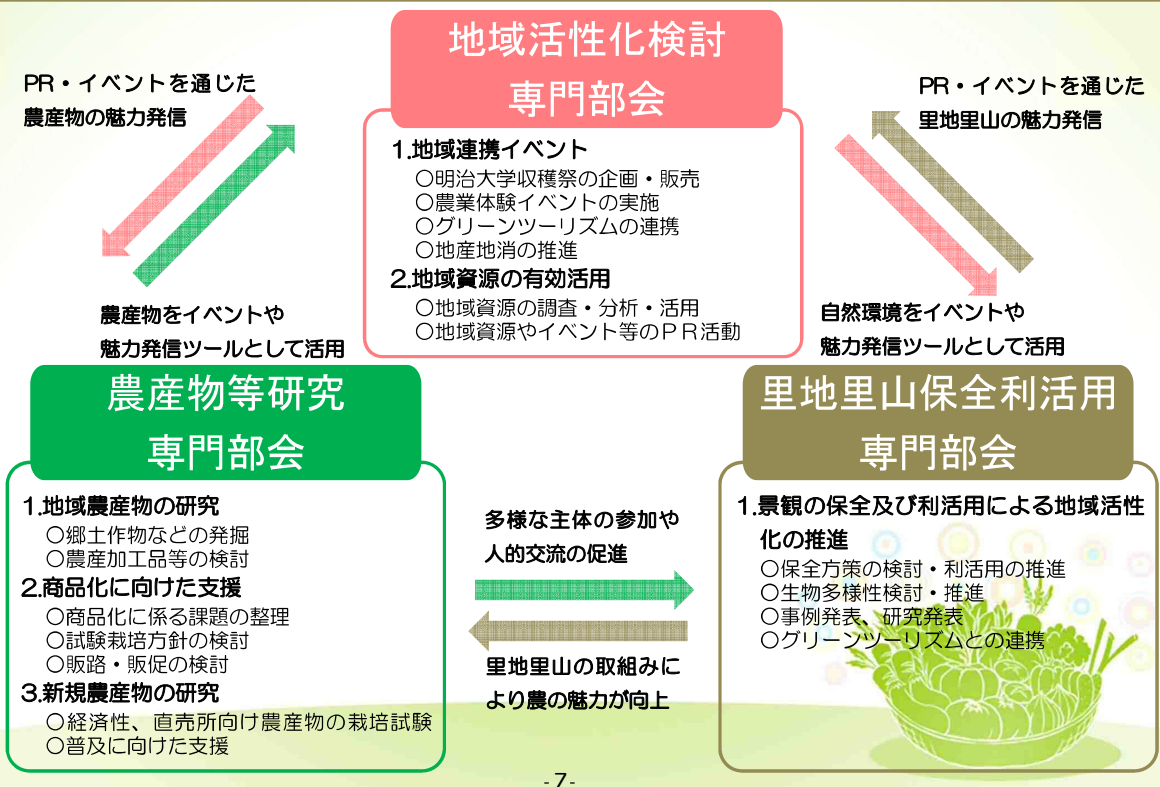 地域活性化検討
専門部会
PR・イベントを通じた
農産物の魅力発信
PR・イベントを通じた
里地里山の魅力発信
1.地域連携イベント
○明治大学収穫祭の企画・販売
○農業体験イベントの実施
○グリーンツーリズムの連携
○地産地消の推進
2.地域資源の有効活用
○地域資源の調査・分析・活用
○地域資源やイベント等のPR活動
農産物をイベントや
魅力発信ツールとして活用
自然環境をイベントや
魅力発信ツールとして活用
農産物等研究
専門部会
1.地域農産物の研究
○郷土作物などの発掘
○農産加工品等の検討
2.商品化に向けた支援
○商品化に係る課題の整理
○試験栽培方針の検討
○販路・販促の検討
3.新規農産物の研究
○経済性、直売所向け農産物の栽培試験
○普及に向けた支援
多様な主体の参加や
人的交流の促進
里地里山の取組みに
より農の魅力が向上
里地里山保全利活用
専門部会
1.景観の保全及び利活用による地域活性
化の推進
○保全方策の検討・利活用の推進
○生物多様性検討・推進
○事例発表、研究発表
○グリーンツーリズムとの連携
-7-